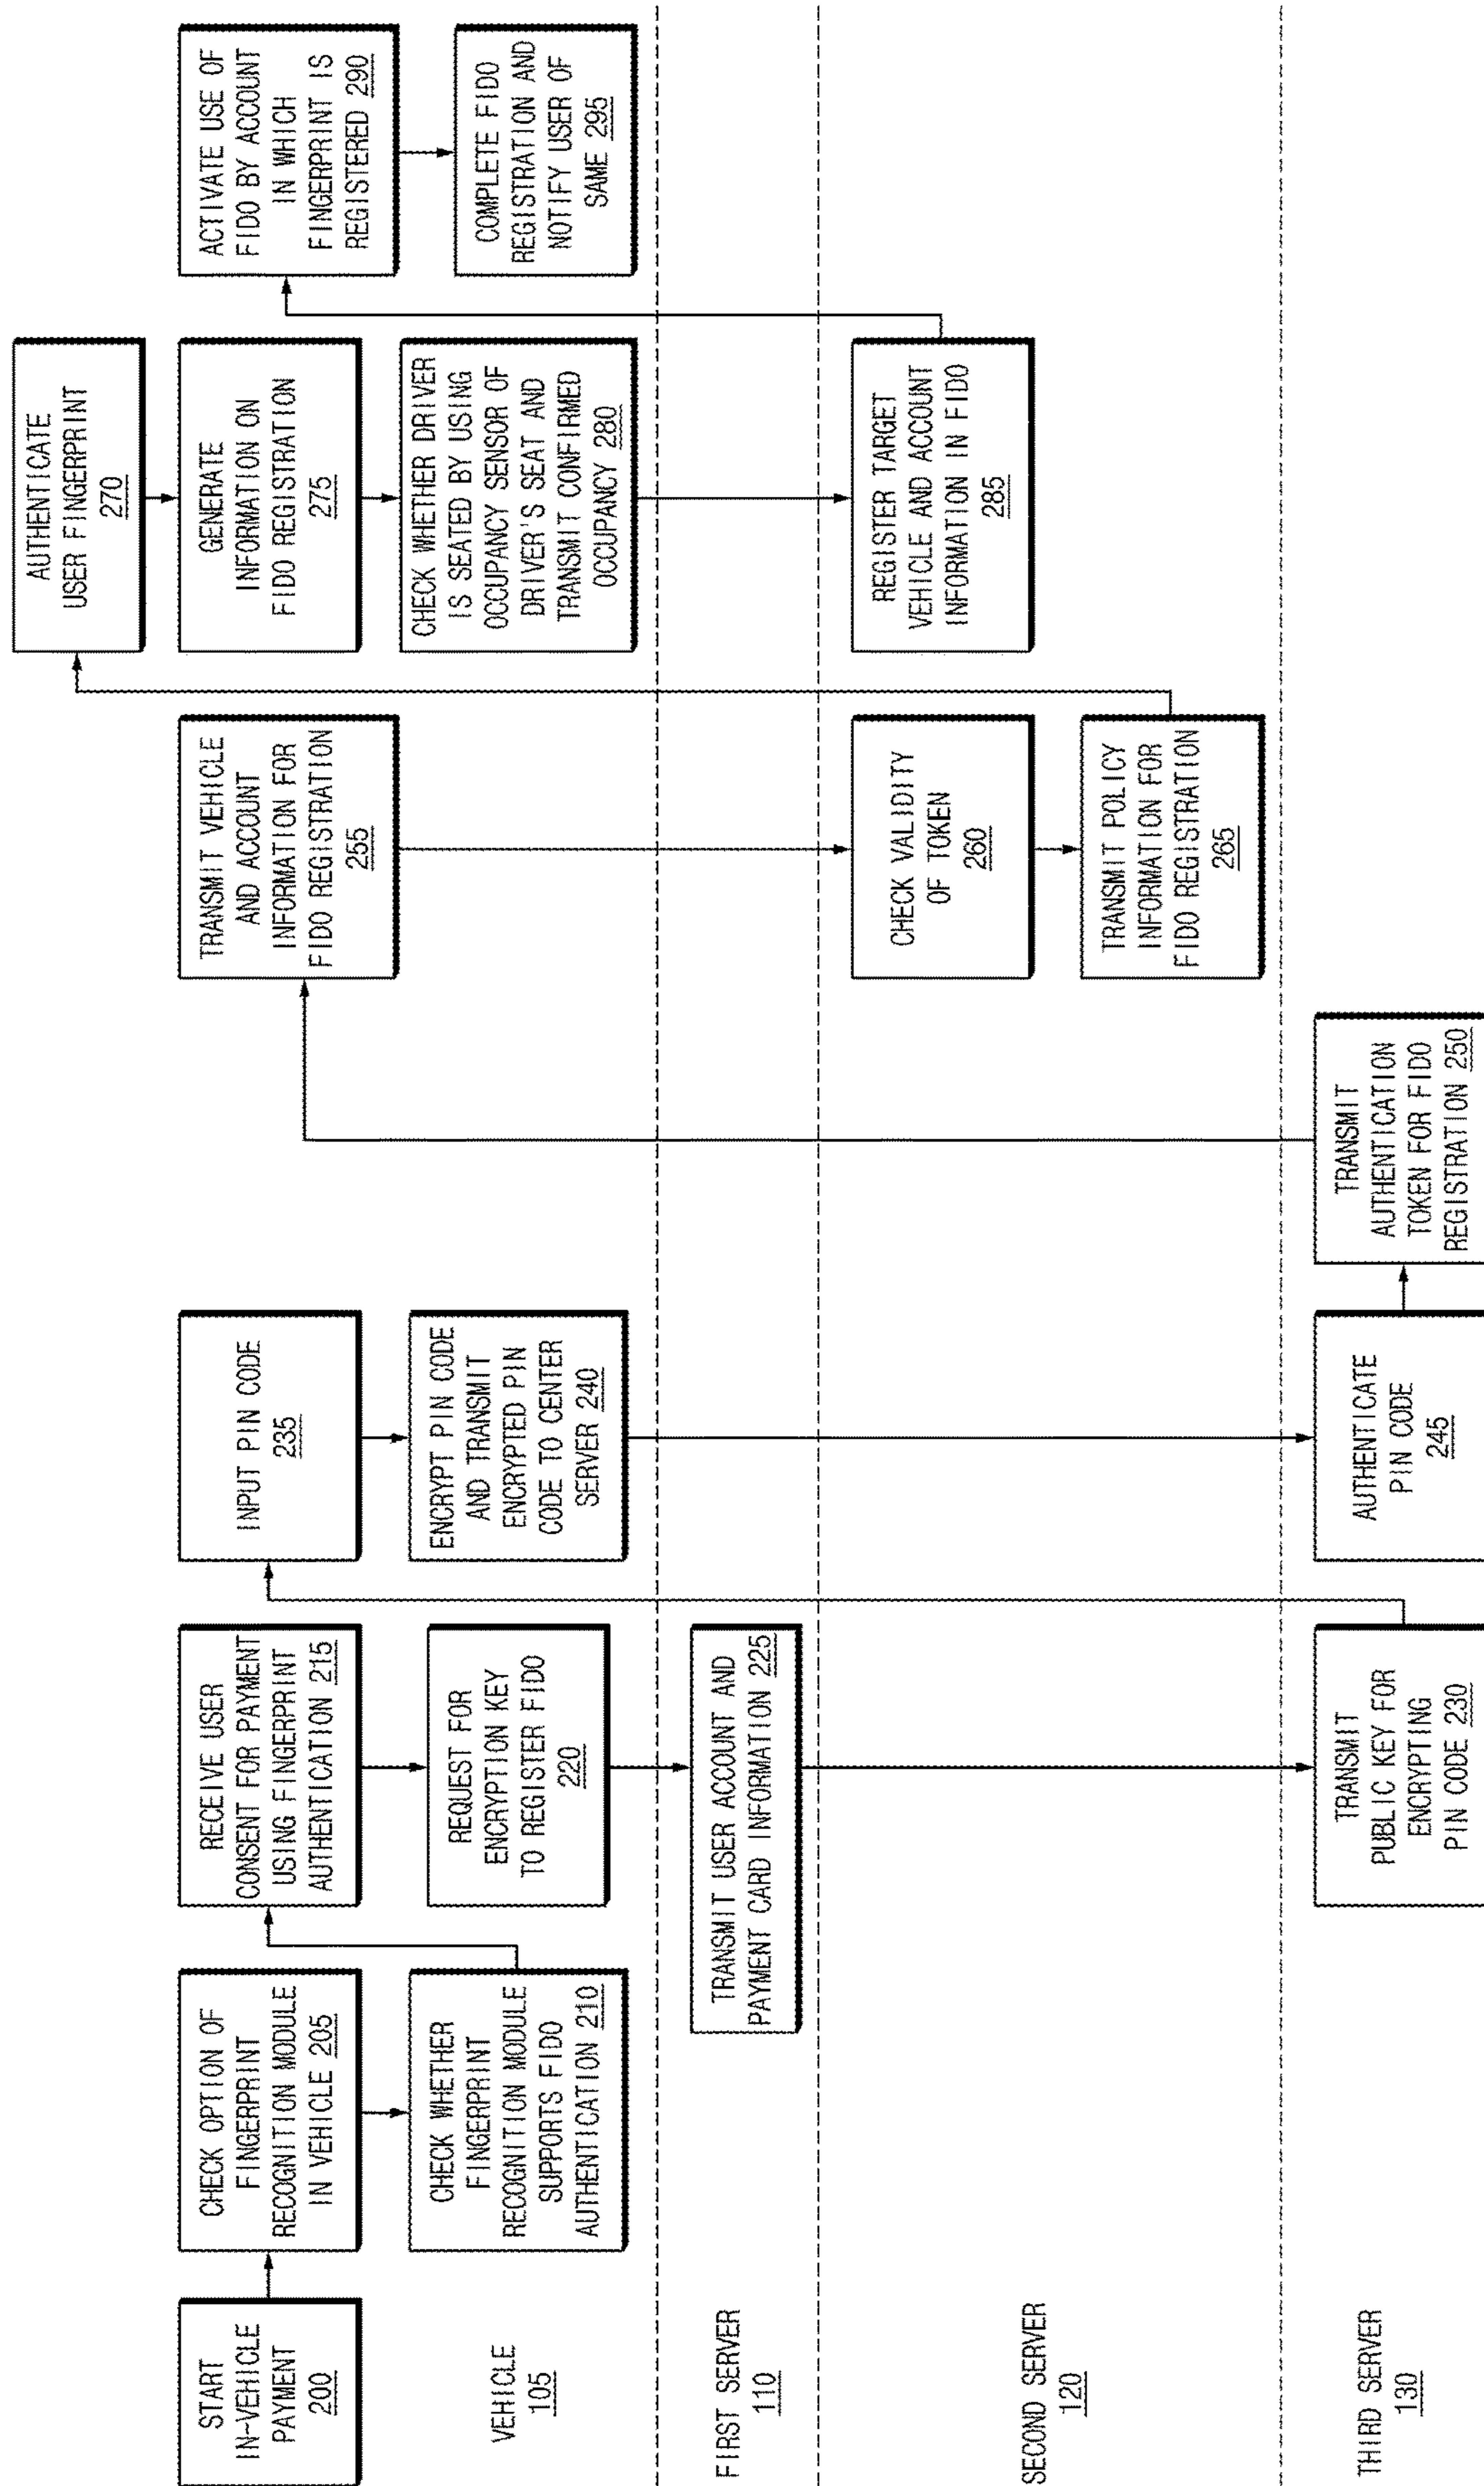 START
IN-VEHICLE
PAYMENT
200
CHECK OPTION OF
FINGERPRINT
RECOGNITION MODULE
IN VEHICLE 205
CHECK WHETHER
FINGERPRINT
RECOGNITION MODULE
SUPPORTS FIDO
AUTHENTICATION 210
RECEIVE USER
CONSENT FOR PAYMENT
USING FINGERPRINT
AUTHENTICATION 215
REQUEST FOR
ENCRYPTION KEY
TO REGISTER FIDO
220
INPUT PIN CODE
235
ENCRYPT PIN CODE
AND TRANSMIT
ENCRYPTED PIN
CODE TO CENTER
SERVER 240
TRANSMIT VEHICLE
AND ACCOUNT
INFORMATION FOR
FIDO REGISTRATION
255
AUTHENTICATE
USER FINGERPRINT
270
GENERATE
INFORMATION ON
FIDO REGISTRATION
275
CHECK WHETHER DRIVER
IS SEATED BY USING
OCCUPANCY SENSOR OF
DRIVER'S SEAT AND
TRANSMIT CONFIRMED
OCCUPANCY 280
ACTIVATE USE OF
FIDO BY ACCOUNT
IN WHICH
FINGERPRINT IS
REGISTERED 290
COMPLETE FIDO
REGISTRATION AND
NOTIFY USER OF
SAME 295
VEHICLE
105
FIRST SERVER
110
TRANSMIT USER ACCOUNT AND
PAYMENT CARD INFORMATION 225
SECOND SERVER
120
CHECK VALIDITY
OF TOKEN
260
TRANSMIT POLICY
INFORMATION FOR
FIDO REGISTRATION
265
REGISTER TARGET
VEHICLE AND ACCOUNT
INFORMATION IN FIDO
285
THIRD SERVER
130
TRANSMIT
PUBLIC KEY FOR
ENCRYPTING
PIN CODE 230
AUTHENTICATE
PIN CODE
245
TRANSMIT
AUTHENTICATION
TOKEN FOR FIDO
REGISTRATION 250